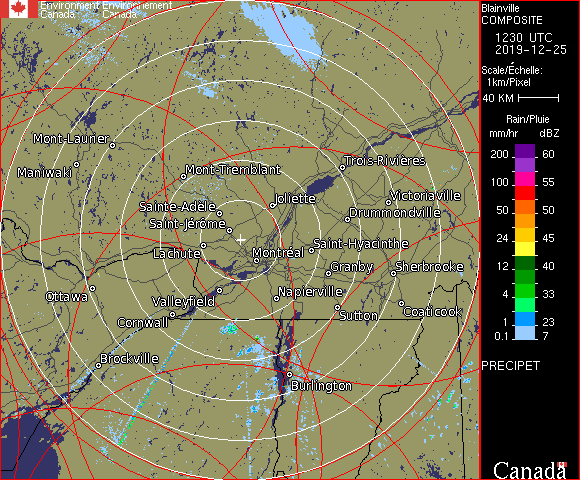 Environment Environnement
Canada Canada
Blainville
COMPOSITE
1230 UTC
2019-12-25
Scale/Échelle:
1km/Pixel
40 KM
Rain/Pluie
mm/hr dBZ
200 60
100 55
50 50
24 45
12 40
4 33
1 23
0.1 7
PRECIPET
Mont-Laurier
Maniwaki
Mont-Tremblant
Trois-Rivières
Joliette
Victoriaville
Sainte-Adèle
Drummondville
Saint-Jérôme
Saint-Hyacinthe
Lachute
Montréal
Granby
Sherbrooke
Ottawa
Valleyfield
Napierville
Coaticook
Cornwall
Sutton
Brockville
Burlington
Canada